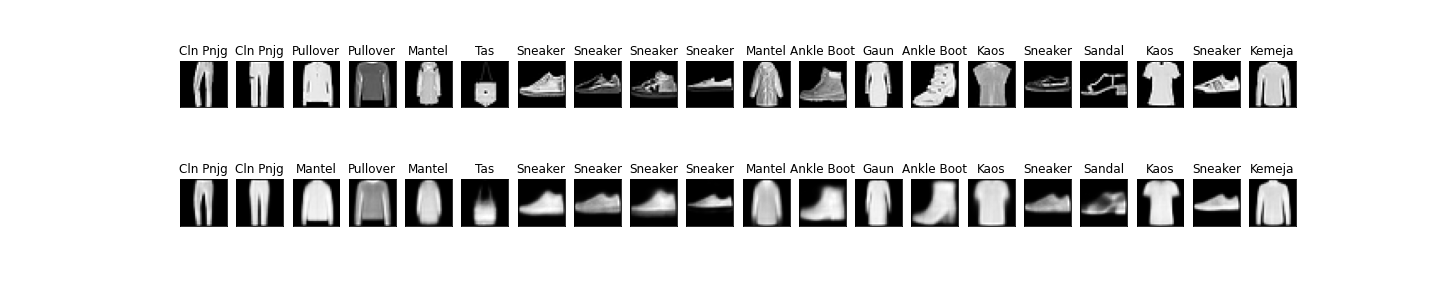 Cln Pnjg Cln Pnjg Pullover Pullover Mantel Tas Sneaker Sneaker Sneaker Sneaker Mantel Ankle Boot Gaun Ankle Boot Kaos Sneaker Sandal Kaos Sneaker Kemeja
Cln Pnjg Cln Pnjg Mantel Pullover Mantel Tas Sneaker Sneaker Sneaker Sneaker Mantel Ankle Boot Gaun Ankle Boot Kaos Sneaker Sandal Kaos Sneaker Kemeja